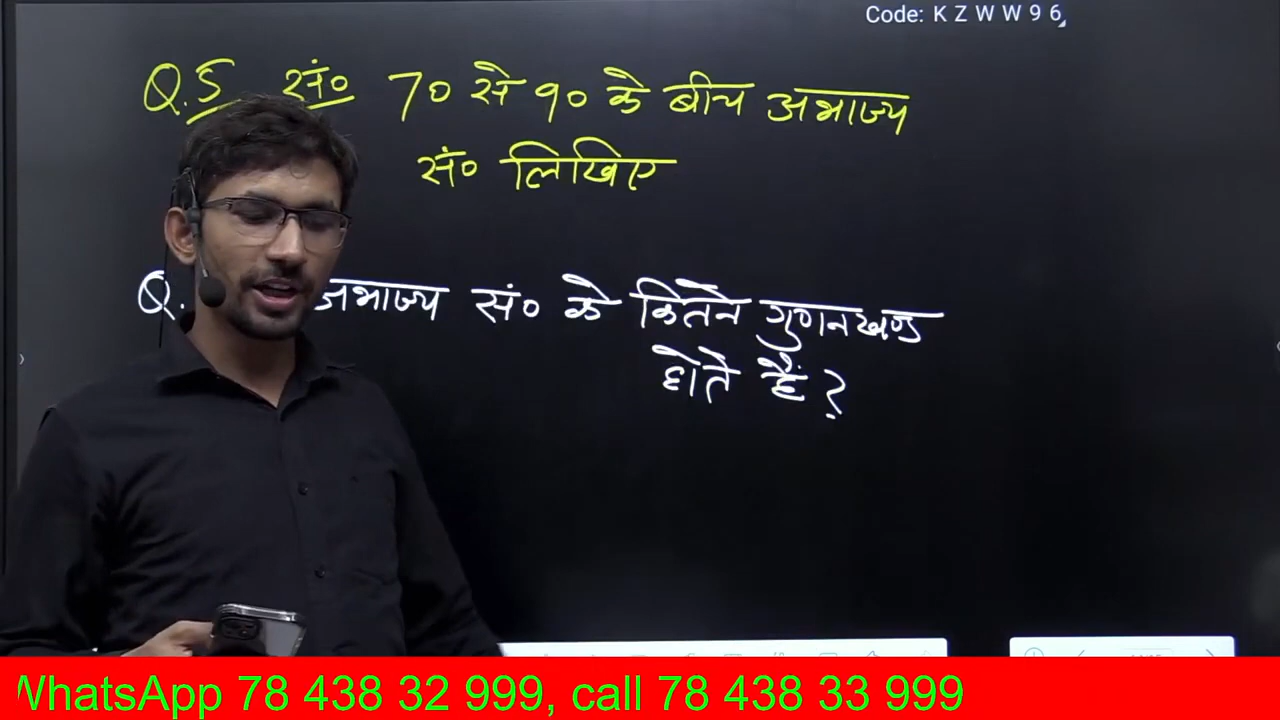 Code: K Z W W 9 6
Q.5 सं० 70 से 90 के बीच अभाज्य
सं० लिखिए
Q. अभाज्य सं० के कितने गुणनखण्ड
होते हैं ?
WhatsApp 78 438 32 999, call 78 438 33 999